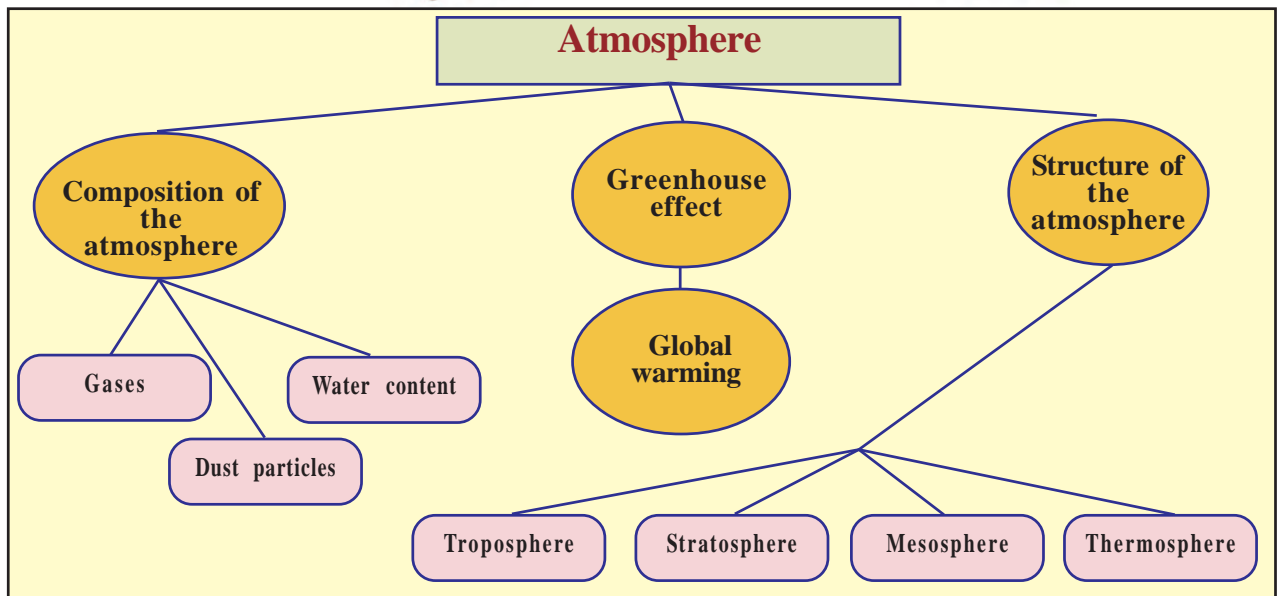 Atmosphere
Composition of
the
atmosphere
Greenhouse
effect
Structure of
the
atmosphere
Global
warming
Gases
Water content
Dust particles
Troposphere
Stratosphere
Mesosphere
Thermosphere